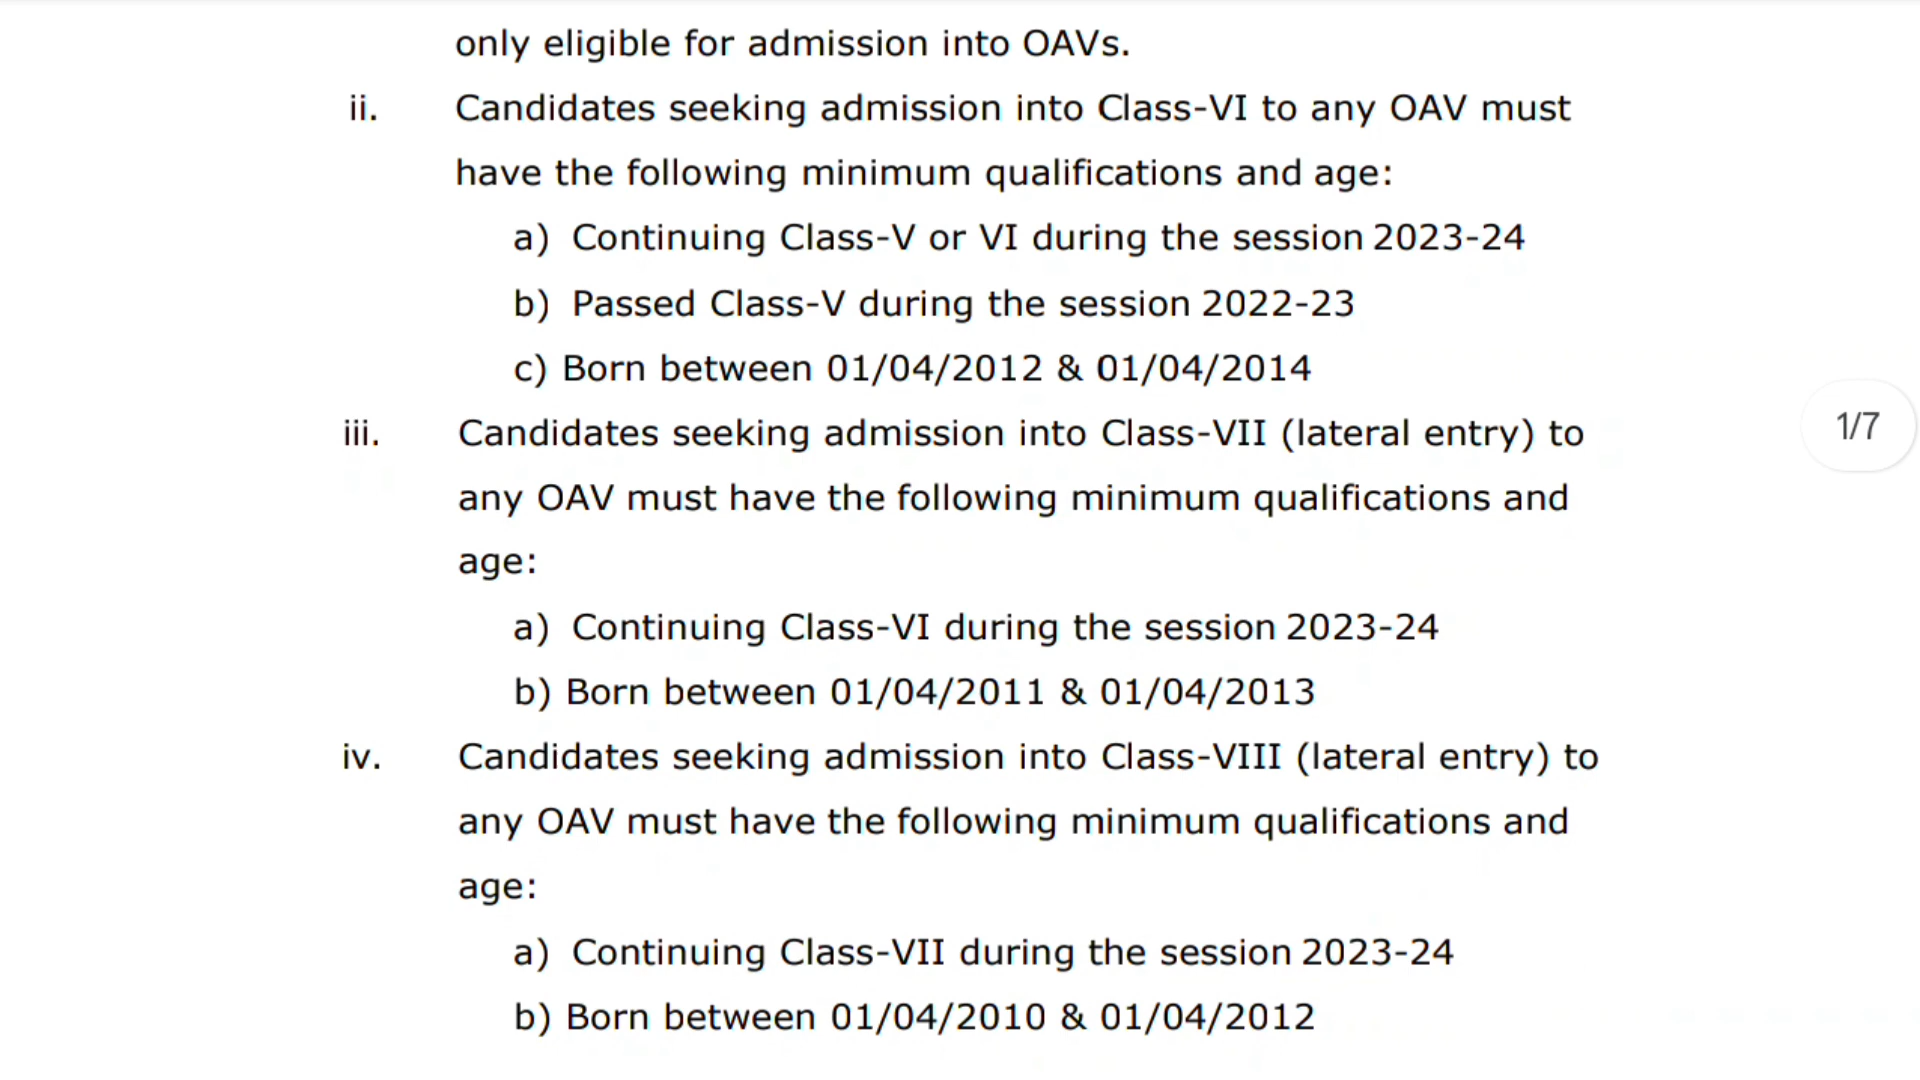 only eligible for admission into OAVs.
ii. Candidates seeking admission into Class-VI to any OAV must
have the following minimum qualifications and age:
a) Continuing Class-V or VI during the session 2023-24
b) Passed Class-V during the session 2022-23
c) Born between 01/04/2012 & 01/04/2014
iii. Candidates seeking admission into Class-VII (lateral entry) to
1/7
any OAV must have the following minimum qualifications and
age:
a) Continuing Class-VI during the session 2023-24
b) Born between 01/04/2011 & 01/04/2013
iv. Candidates seeking admission into Class-VIII (lateral entry) to
any OAV must have the following minimum qualifications and
age:
a) Continuing Class-VII during the session 2023-24
b) Born between 01/04/2010 & 01/04/2012